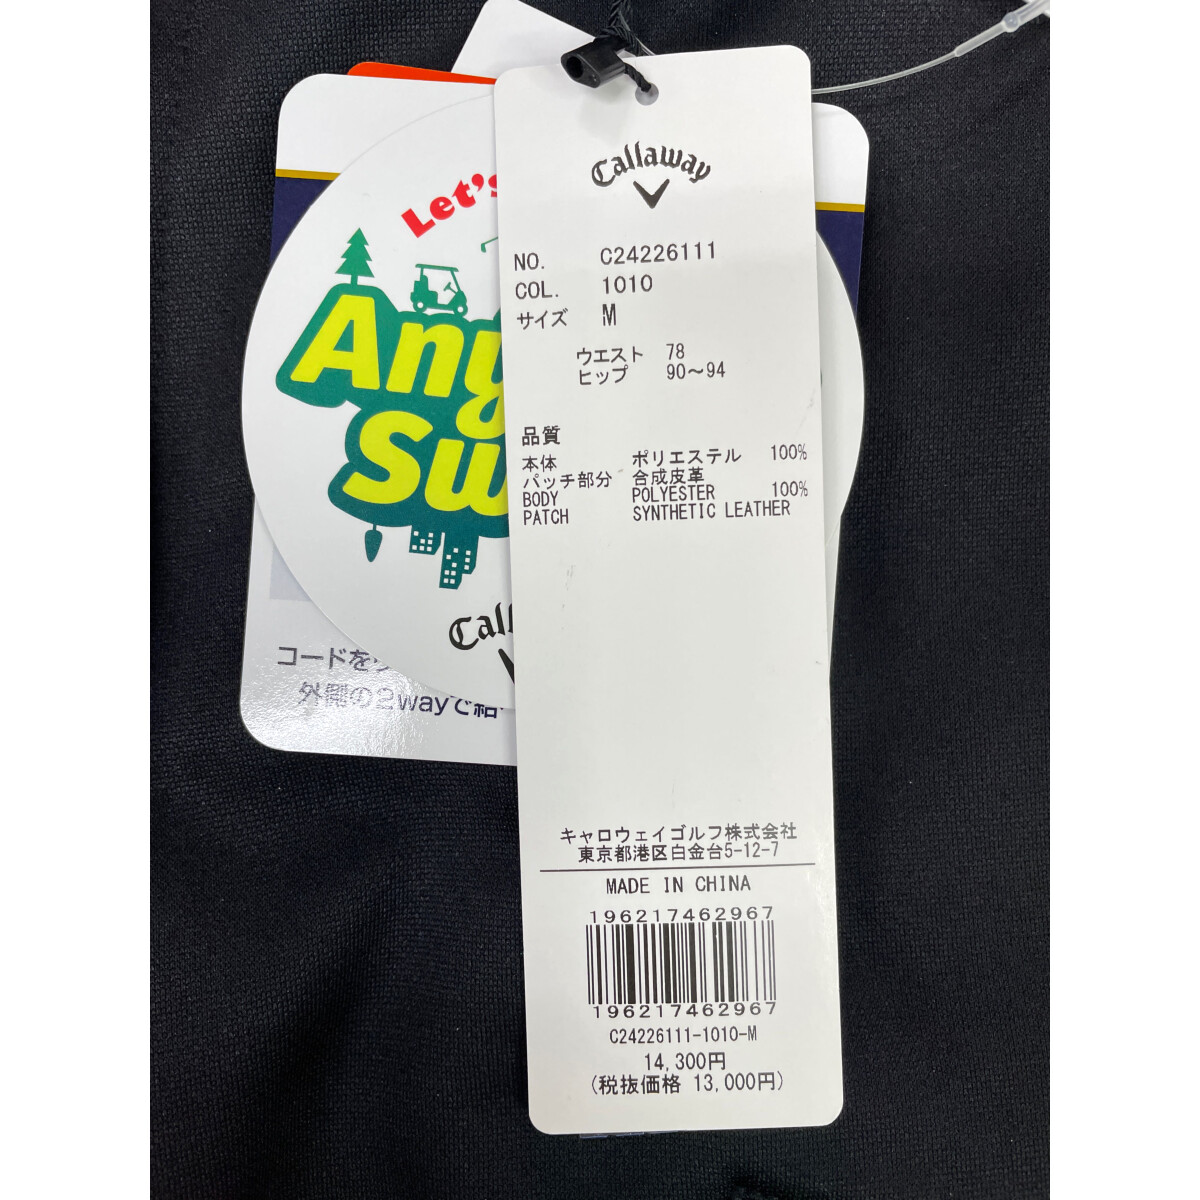 Callaway
NO. C24226111
COL. 1010
サイズ M
ウエスト 78
ヒップ 90〜94
品質
本体 ポリエステル 100%
パッチ部分 合成皮革
BODY POLYESTER 100%
PATCH SYNTHETIC LEATHER
キャロウェイゴルフ株式会社
東京都港区白金台5-12-7
MADE IN CHINA
196217462967
196217462967
C24226111-1010-M
14,300円
(税抜価格 13,000円)
Let's
Any
Sw
Call
コードを
外側の2wayで結